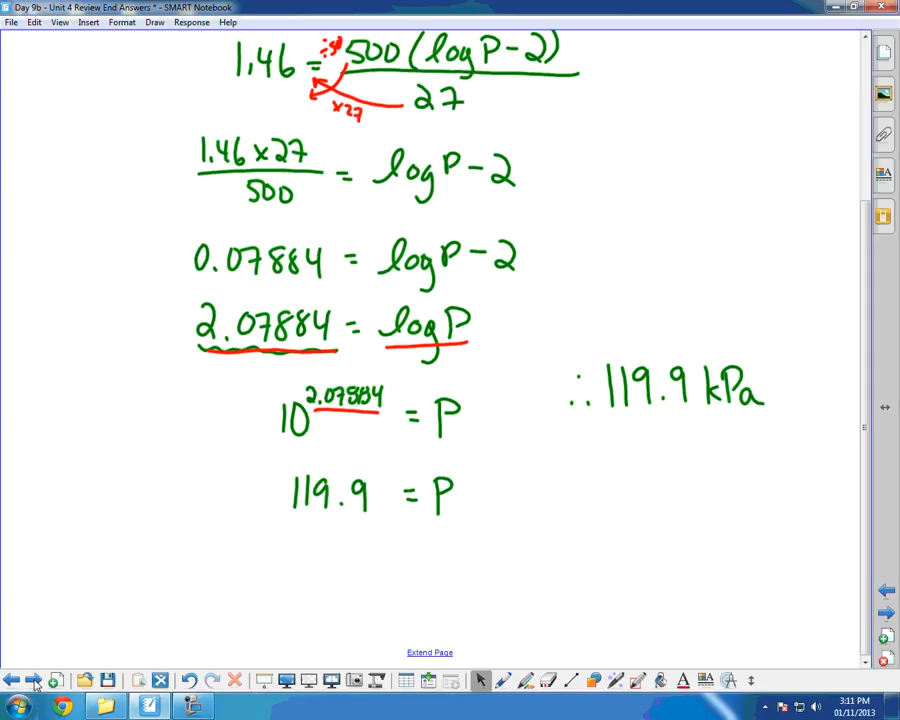 Day 9b - Unit 4 Review End Answers * - SMART Notebook
File Edit View Insert Format Draw Response Help
÷500
1.46 = 500(log P - 2)
27
x27
1.46 x 27
500
= log P - 2
0.07884 = log P - 2
2.07884 = log P
10^2.07884 = P
∴ 119.9 kPa
119.9 = P
Extend Page
3:11 PM
01/11/2013